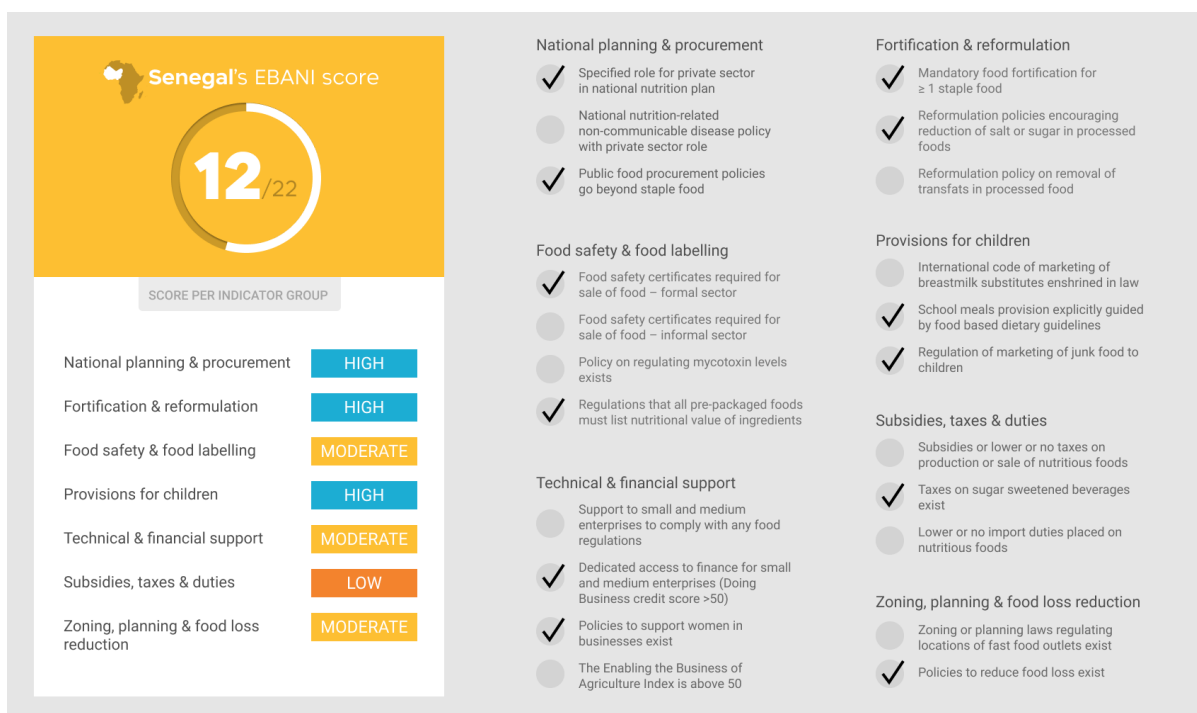 Senegal's EBANI score
12/22
SCORE PER INDICATOR GROUP
National planning & procurement
HIGH
Fortification & reformulation
HIGH
Food safety & food labelling
MODERATE
Provisions for children
HIGH
Technical & financial support
MODERATE
Subsidies, taxes & duties
LOW
Zoning, planning & food loss
reduction
MODERATE
National planning & procurement
Specified role for private sector
in national nutrition plan
National nutrition-related
non-communicable disease policy
with private sector role
Public food procurement policies
go beyond staple food
Food safety & food labelling
Food safety certificates required for
sale of food – formal sector
Food safety certificates required for
sale of food – informal sector
Policy on regulating mycotoxin levels
exists
Regulations that all pre-packaged foods
must list nutritional value of ingredients
Technical & financial support
Support to small and medium
enterprises to comply with any food
regulations
Dedicated access to finance for small
and medium enterprises (Doing
Business credit score >50)
Policies to support women in
businesses exist
The Enabling the Business of
Agriculture Index is above 50
Fortification & reformulation
Mandatory food fortification for
≥ 1 staple food
Reformulation policies encouraging
reduction of salt or sugar in processed
foods
Reformulation policy on removal of
transfats in processed food
Provisions for children
International code of marketing of
breastmilk substitutes enshrined in law
School meals provision explicitly guided
by food based dietary guidelines
Regulation of marketing of junk food to
children
Subsidies, taxes & duties
Subsidies or lower or no taxes on
production or sale of nutritious foods
Taxes on sugar sweetened beverages
exist
Lower or no import duties placed on
nutritious foods
Zoning, planning & food loss reduction
Zoning or planning laws regulating
locations of fast food outlets exist
Policies to reduce food loss exist